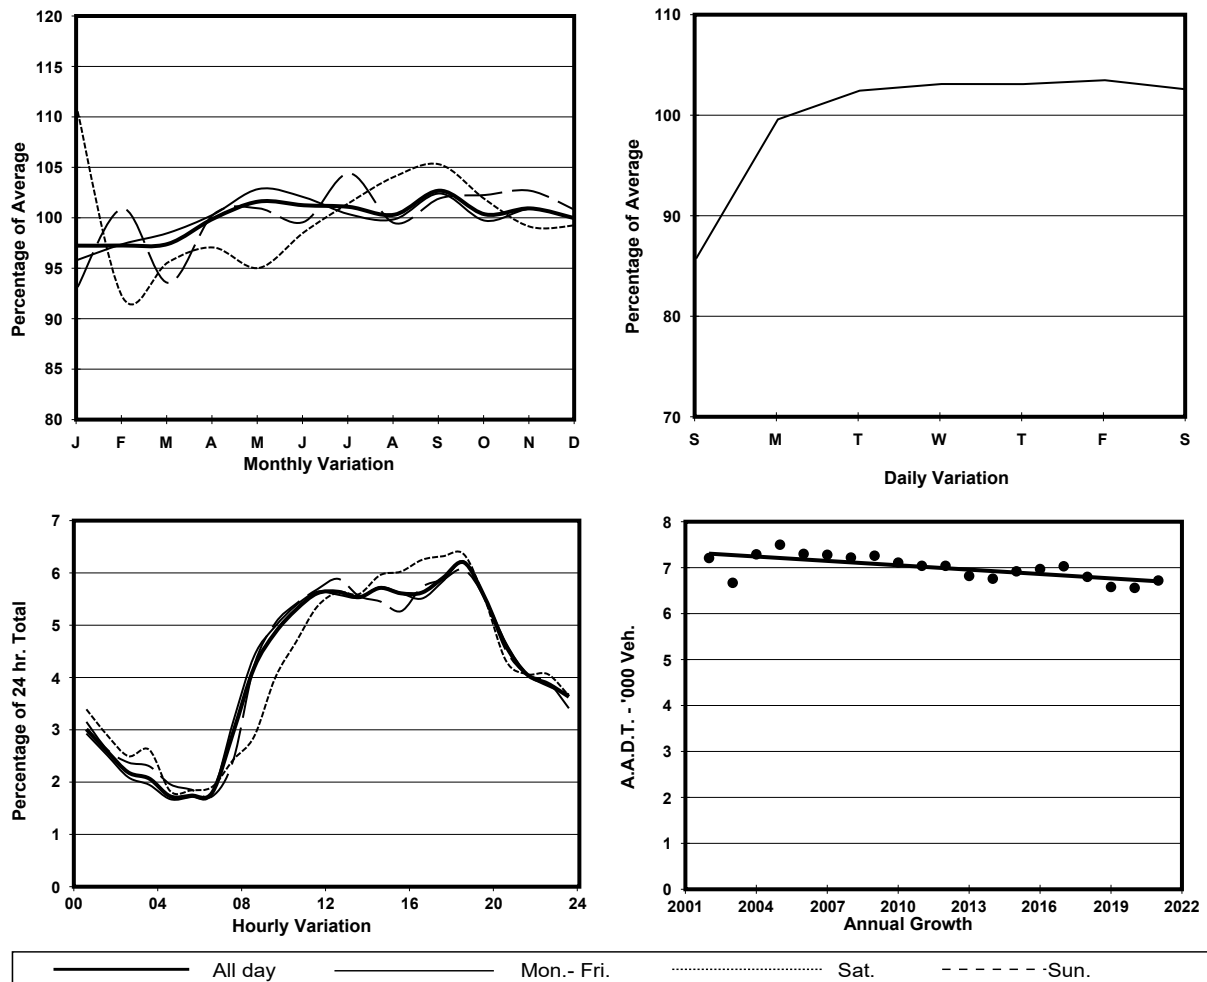 120
115
110
105
100
95
90
85
80
Percentage of Average
J F M A M J J A S O N D
Monthly Variation
110
100
90
80
70
Percentage of Average
S M T W T F S
Daily Variation
7
6
5
4
3
2
1
0
Percentage of 24 hr. Total
00 04 08 12 16 20 24
Hourly Variation
8
7
6
5
4
3
2
1
0
A.A.D.T. - '000 Veh.
2001 2004 2007 2010 2013 2016 2019 2022
Annual Growth
All day Mon.- Fri. Sat. Sun.